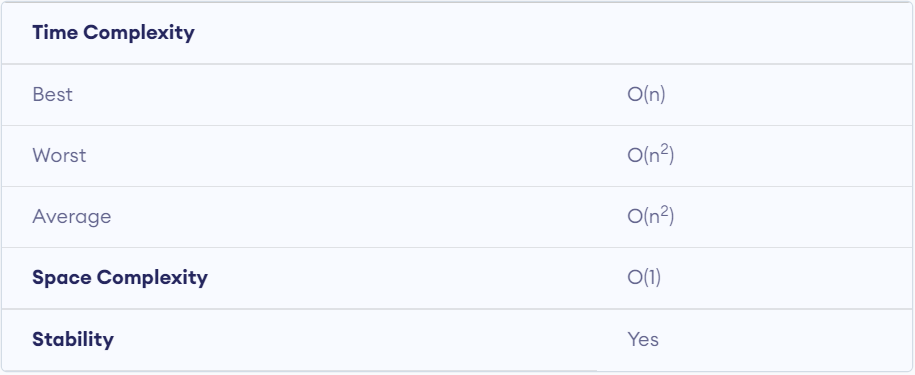 Time Complexity
Best O(n)
Worst O(n²)
Average O(n²)
Space Complexity O(1)
Stability Yes